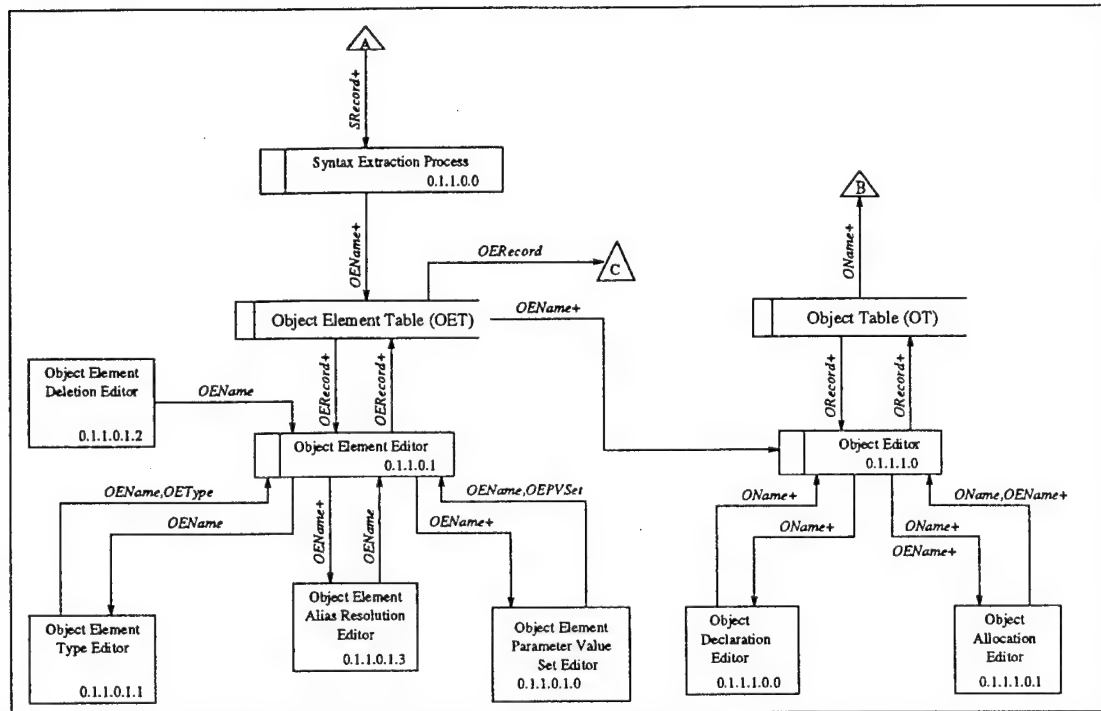 A
SRecord+
Syntax Extraction Process
0.1.1.0.0
B
OEName+
OERecord
C
OName+
Object Element Table (OET)
OEName+
Object Table (OT)
Object Element
Deletion Editor
0.1.1.0.1.2
OEName
OERecord+
OERecord+
ORecord+
ORecord+
Object Element Editor
0.1.1.0.1
Object Editor
0.1.1.1.0
OEName,OEType
OEName
OEName+
OEName
OEName,OEPVSet
OEName+
OName+
OName+
OName+
OEName+
OName,OEName+
Object Element
Type Editor
0.1.1.0.1.1
Object Element
Alias Resolution
Editor
0.1.1.0.1.3
Object Element
Parameter Value
Set Editor
0.1.1.0.1.0
Object
Declaration
Editor
0.1.1.1.0.0
Object
Allocation
Editor
0.1.1.1.0.1